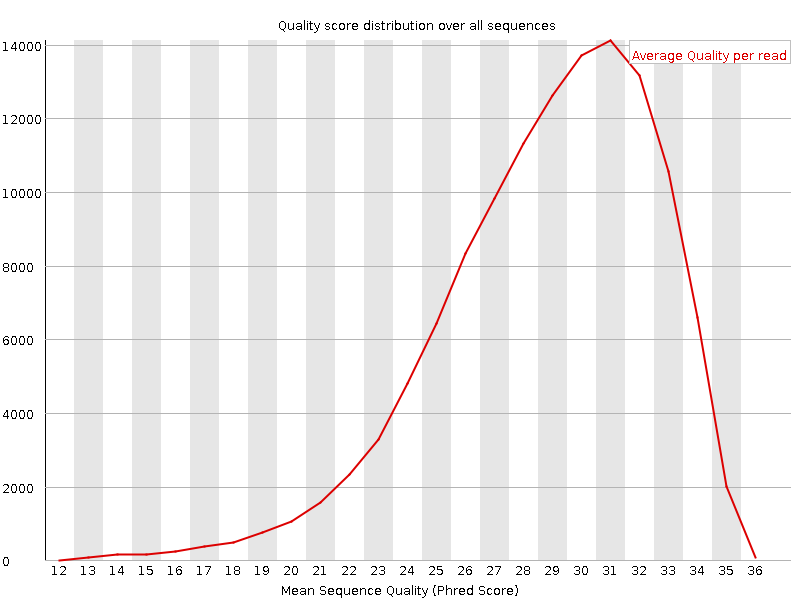 Quality score distribution over all sequences
Average Quality per read
14000
12000
10000
8000
6000
4000
2000
0
12 13 14 15 16 17 18 19 20 21 22 23 24 25 26 27 28 29 30 31 32 33 34 35 36
Mean Sequence Quality (Phred Score)